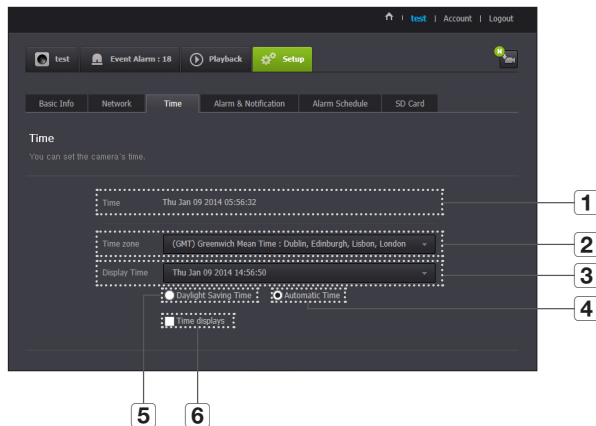 test | Account | Logout
test Event Alarm : 18 Playback Setup N
Basic Info Network Time Alarm & Notification Alarm Schedule SD Card
Time
You can set the camera's time.
Time Thu Jan 09 2014 05:56:32 1
Time zone (GMT) Greenwich Mean Time : Dublin, Edinburgh, Lisbon, London 2
Display Time Thu Jan 09 2014 14:56:50 3
Daylight Saving Time Automatic Time 4
Time displays
5 6